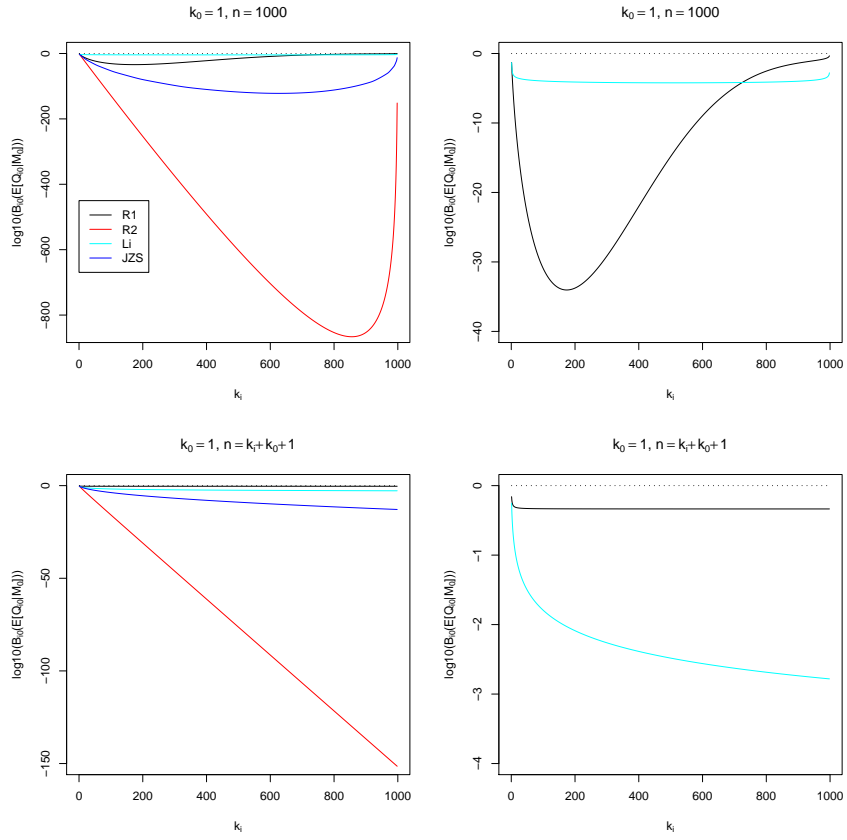 k₀ = 1, n = 1000
log10(Bᵢ₀(E[Qᵢ₀|M₀]))
0
−200
−400
−600
−800
R1
R2
Li
JZS
0 200 400 600 800 1000
kᵢ
k₀ = 1, n = 1000
log10(Bᵢ₀(E[Qᵢ₀|M₀]))
0
−10
−20
−30
−40
0 200 400 600 800 1000
kᵢ
k₀ = 1, n = kᵢ + k₀ + 1
log10(Bᵢ₀(E[Qᵢ₀|M₀]))
0
−50
−100
−150
0 200 400 600 800 1000
kᵢ
k₀ = 1, n = kᵢ + k₀ + 1
log10(Bᵢ₀(E[Qᵢ₀|M₀]))
0
−1
−2
−3
−4
0 200 400 600 800 1000
kᵢ